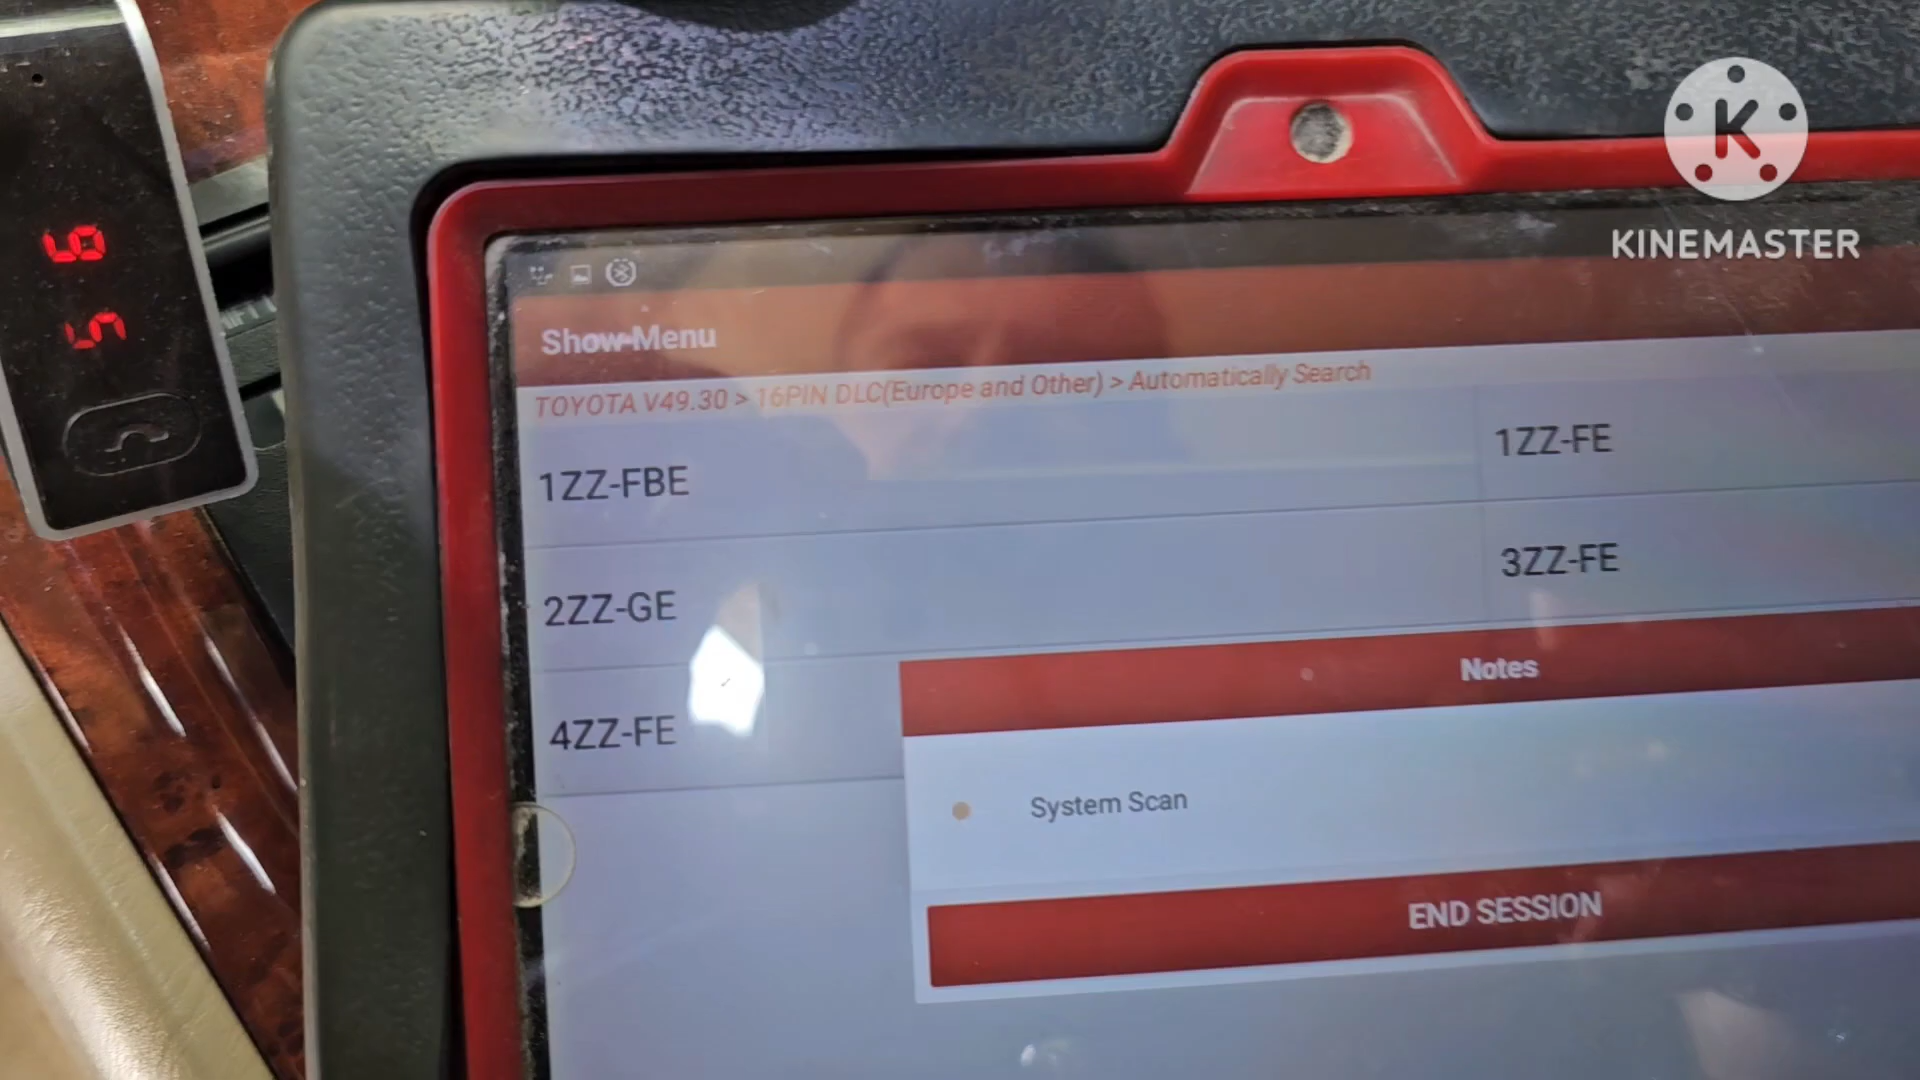 K
KINEMASTER
Show Menu
TOYOTA V49.30 > 16PIN DLC(Europe and Other) > Automatically Search
1ZZ-FBE
1ZZ-FE
2ZZ-GE
3ZZ-FE
4ZZ-FE
Notes
System Scan
END SESSION